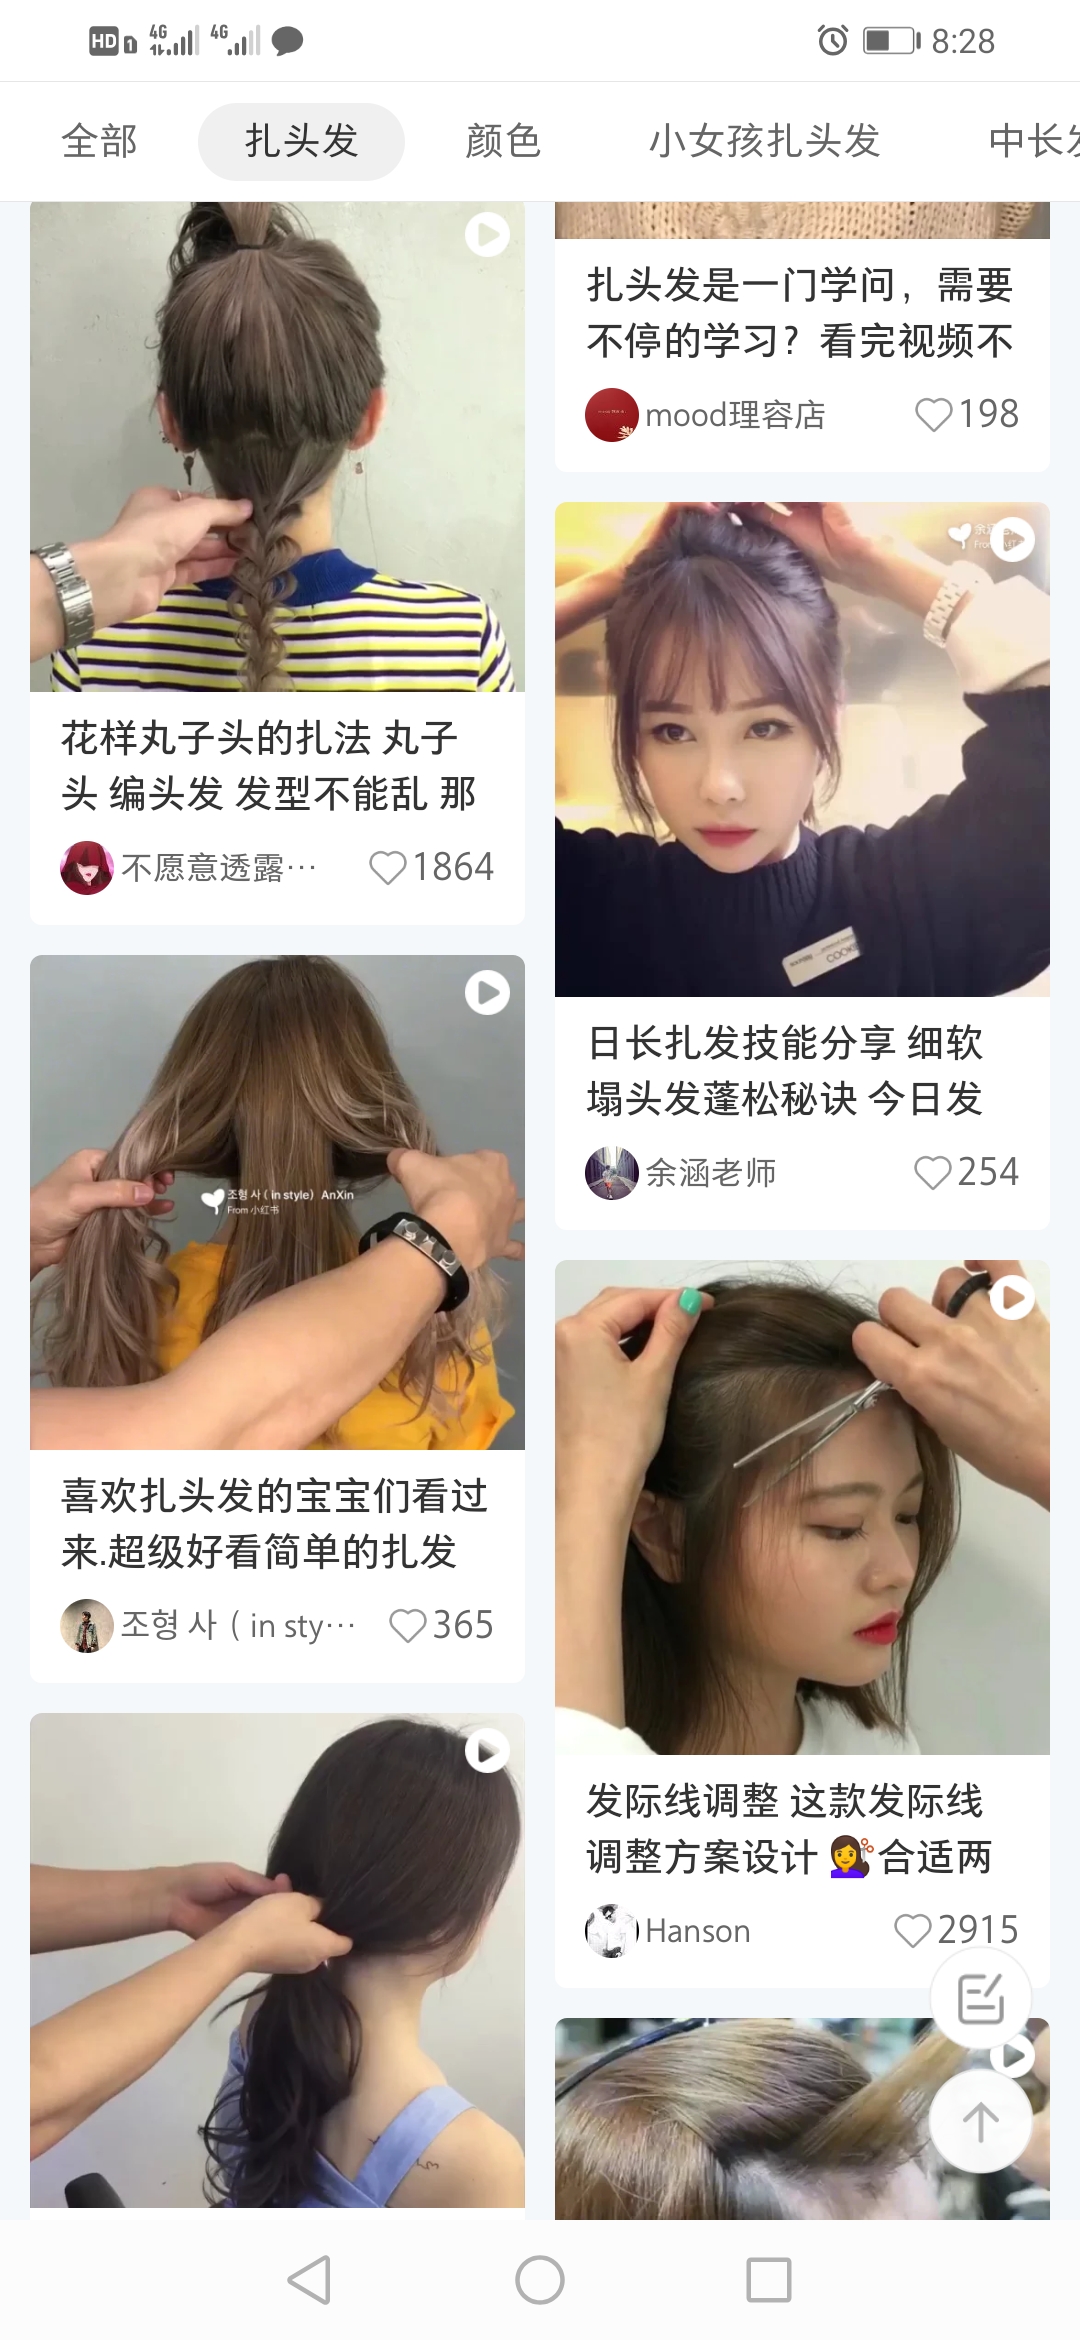 HD 1 4G 4G 8:28
全部 扎头发 颜色 小女孩扎头发 中长
扎头发是一门学问，需要
不停的学习？看完视频不
mood理容店 198
花样丸子头的扎法 丸子
头 编头发 发型不能乱 那
不愿意透露… 1864
余涵
From 小红书
COOK
日长扎发技能分享 细软
塌头发蓬松秘诀 今日发
余涵老师 254
조형 사 ( in style) AnXin
From 小红书
喜欢扎头发的宝宝们看过
来.超级好看简单的扎发
조형 사 ( in sty… 365
发际线调整 这款发际线
调整方案设计 💇‍♀️合适两
Hanson 2915